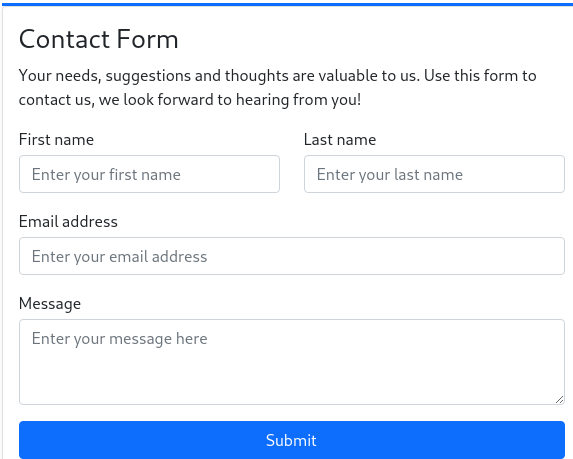 Contact Form
Your needs, suggestions and thoughts are valuable to us. Use this form to
contact us, we look forward to hearing from you!
First name
Last name
Enter your first name
Enter your last name
Email address
Enter your email address
Message
Enter your message here
Submit